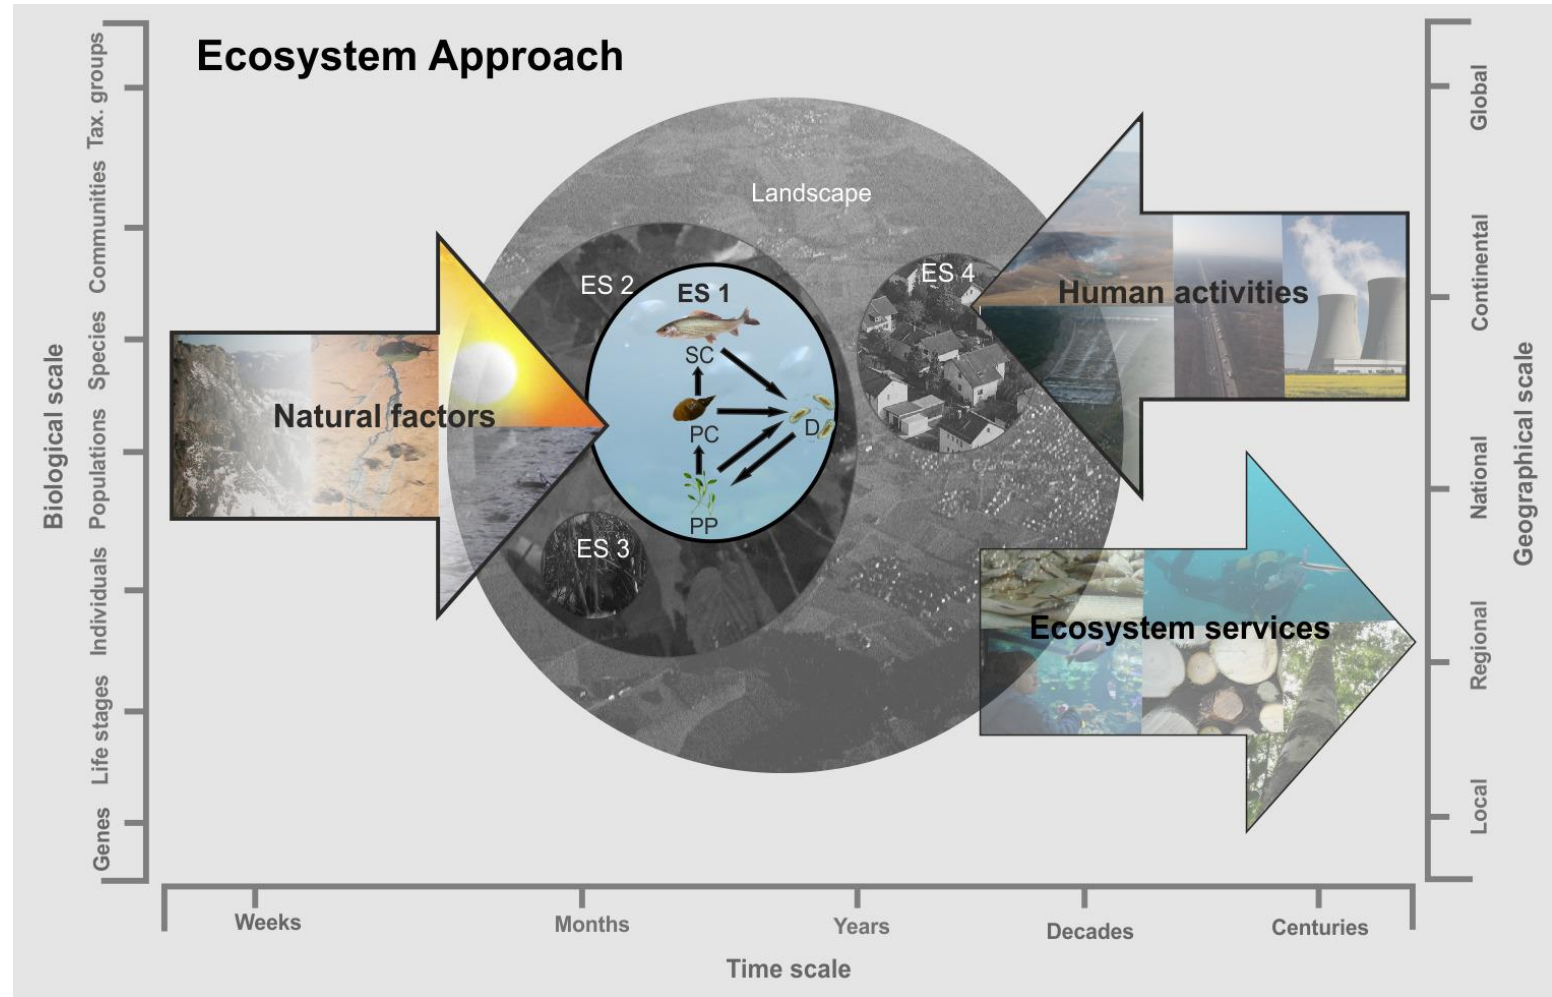 Ecosystem Approach
Biological scale
Tax. groups
Communities
Species
Populations
Individuals
Life stages
Genes
Landscape
ES 2
ES 1
SC
PC
D
PP
ES 3
ES 4
Natural factors
Human activities
Ecosystem services
Geographical scale
Global
Continental
National
Regional
Local
Weeks
Months
Years
Decades
Centuries
Time scale